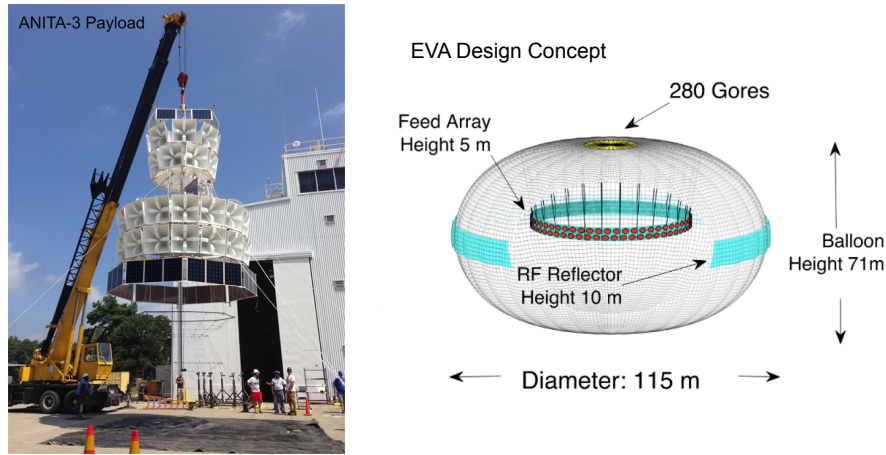 ANITA-3 Payload
EVA Design Concept
280 Gores
Feed Array
Height 5 m
Balloon
Height 71m
RF Reflector
Height 10 m
Diameter: 115 m